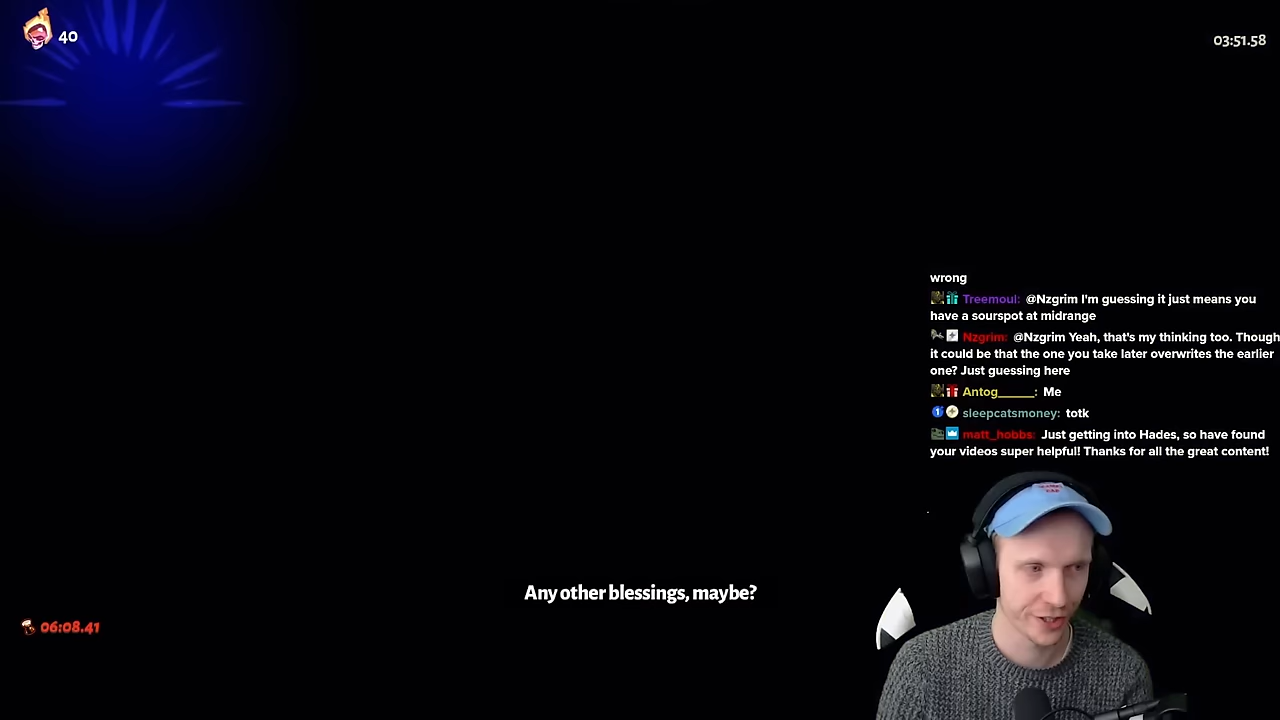 40
03:51.58
wrong
Treemoul: @Nzgrim I'm guessing it just means you
have a sourspot at midrange
Nzgrim: @Nzgrim Yeah, that's my thinking too. Though
it could be that the one you take later overwrites the earlier
one? Just guessing here
Antog_____: Me
sleepcatsmoney: totk
matt_hobbs: Just getting into Hades, so have found
your videos super helpful! Thanks for all the great content!
Any other blessings, maybe?
06:08.41